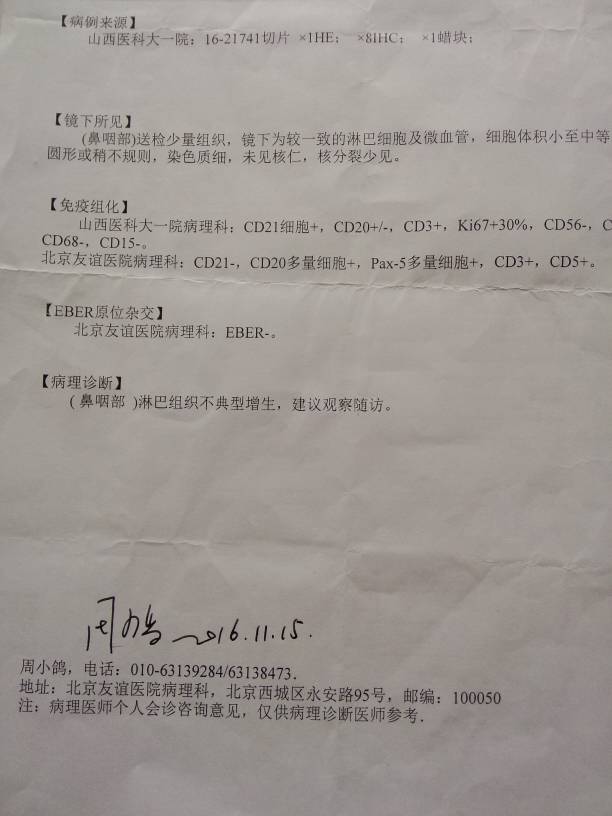 【病例来源】
山西医科大一院：16-21741切片 ×1HE； ×8IHC； ×1蜡块；
【镜下所见】
(鼻咽部)送检少量组织，镜下为较一致的淋巴细胞及微血管，细胞体积小至中等
圆形或稍不规则，染色质细，未见核仁，核分裂少见。
【免疫组化】
山西医科大一院病理科：CD21细胞+，CD20+/-，CD3+，Ki67+30%，CD56-，C
CD68-，CD15-。
北京友谊医院病理科：CD21-，CD20多量细胞+，Pax-5多量细胞+，CD3+，CD5+。
【EBER原位杂交】
北京友谊医院病理科：EBER-。
【病理诊断】
( 鼻咽部 )淋巴组织不典型增生，建议观察随访。
周小鸽 2016.11.15.
周小鸽，电话：010-63139284/63138473.
地址：北京友谊医院病理科，北京西城区永安路95号，邮编：100050
注：病理医师个人会诊咨询意见，仅供病理诊断医师参考.